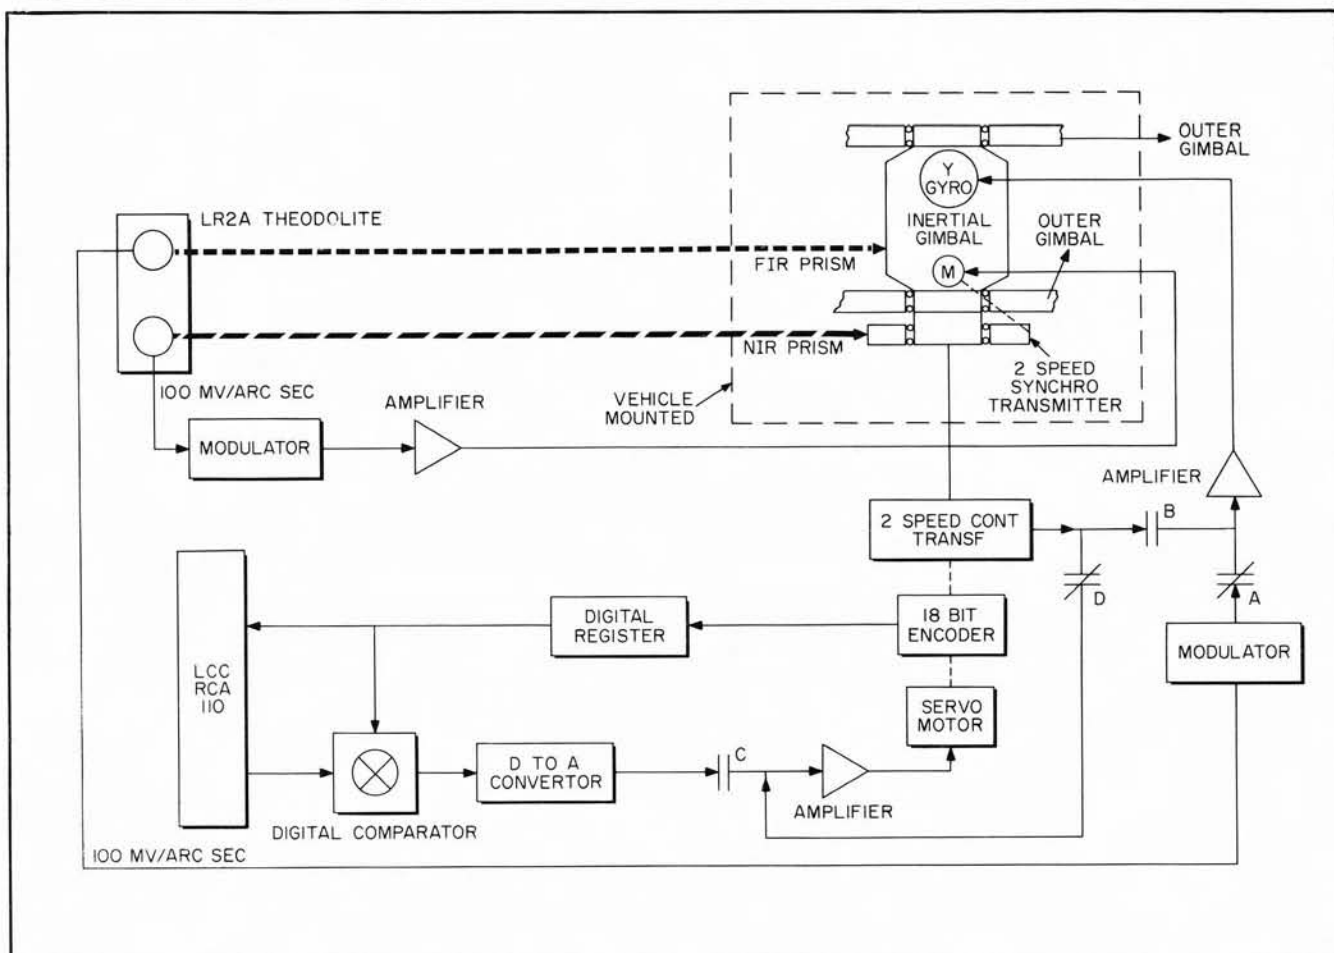 OUTER
GIMBAL
Y
GYRO
LR2A THEODOLITE
INERTIAL
GIMBAL
OUTER
GIMBAL
FIR PRISM
M
NIR PRISM
100 MV/ARC SEC
AMPLIFIER
VEHICLE
MOUNTED
2 SPEED
SYNCHRO
TRANSMITTER
MODULATOR
AMPLIFIER
2 SPEED CONT
TRANSF
B
D
A
DIGITAL
REGISTER
18 BIT
ENCODER
MODULATOR
LCC
RCA
110
SERVO
MOTOR
D TO A
CONVERTOR
C
AMPLIFIER
DIGITAL COMPARATOR
100 MV/ARC SEC